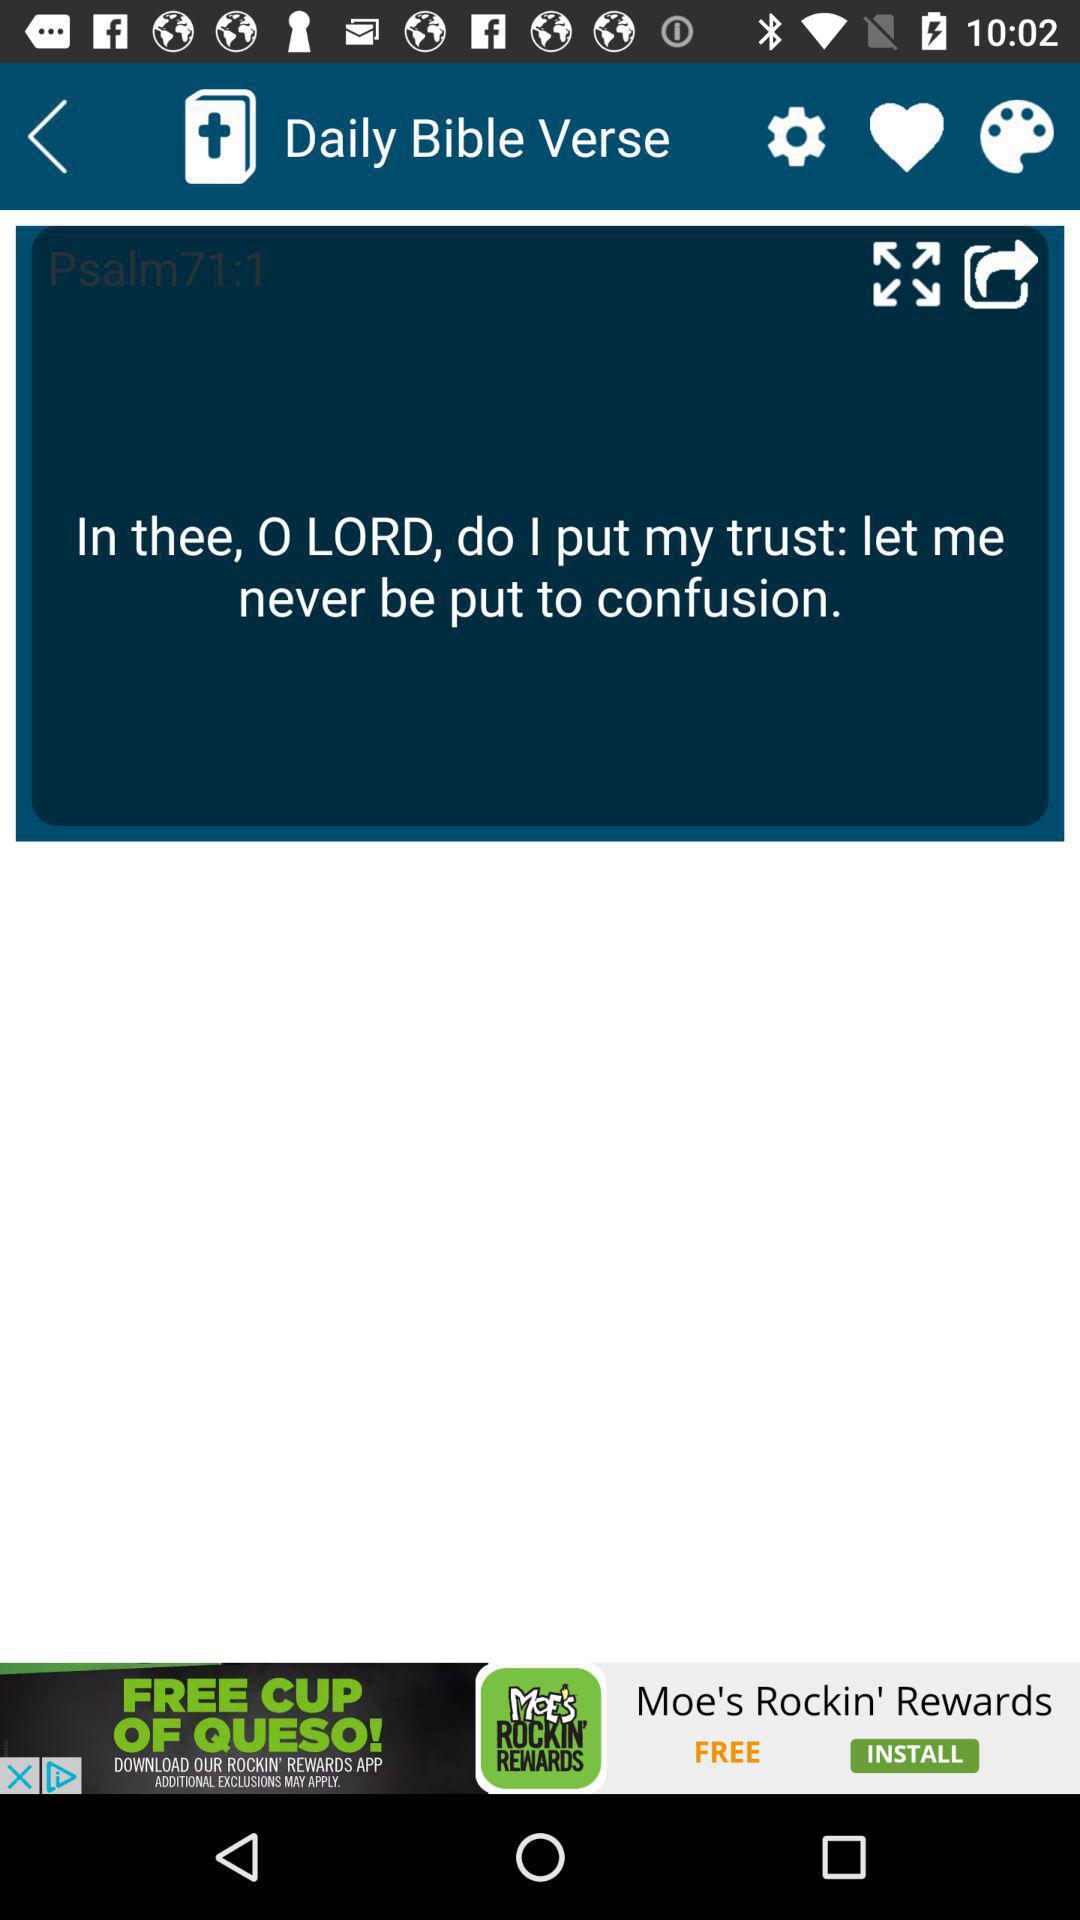 10:02
Daily Bible Verse
Psalm71:1
In thee, O LORD, do I put my trust: let me
never be put to confusion.
FREE CUP
OF QUESO!
DOWNLOAD OUR ROCKIN' REWARDS APP
ADDITIONAL EXCLUSIONS MAY APPLY.
MOE'S
ROCKIN'
REWARDS
Moe's Rockin' Rewards
FREE
INSTALL